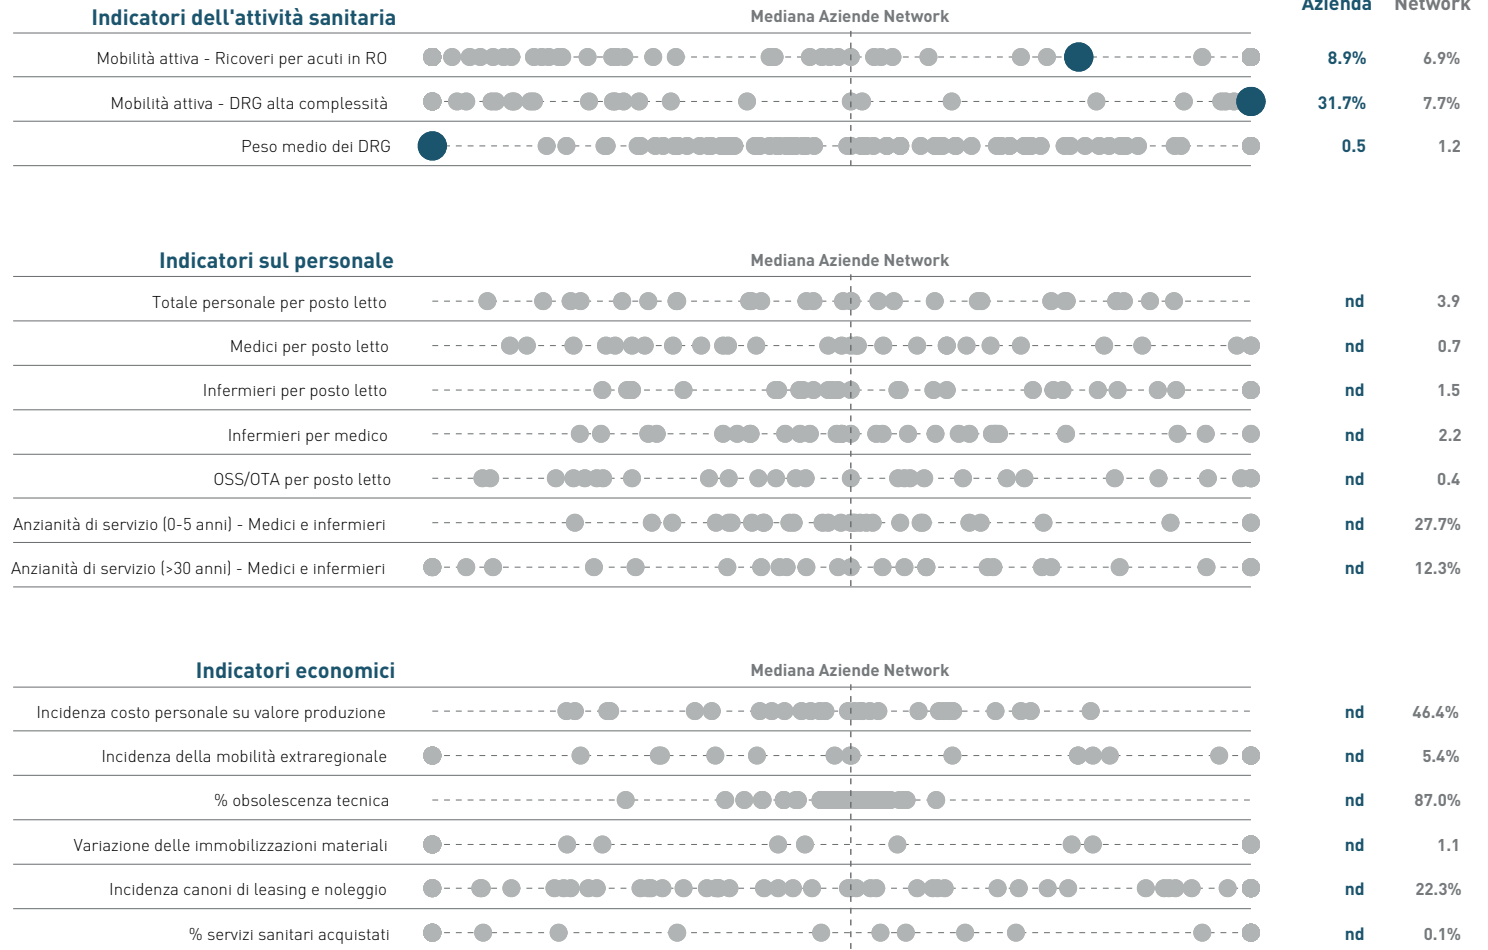 Azienda Network
Indicatori dell'attività sanitaria Mediana Aziende Network
Mobilità attiva - Ricoveri per acuti in RO 8.9% 6.9%
Mobilità attiva - DRG alta complessità 31.7% 7.7%
Peso medio dei DRG 0.5 1.2
Indicatori sul personale Mediana Aziende Network
Totale personale per posto letto nd 3.9
Medici per posto letto nd 0.7
Infermieri per posto letto nd 1.5
Infermieri per medico nd 2.2
OSS/OTA per posto letto nd 0.4
Anzianità di servizio (0-5 anni) - Medici e infermieri nd 27.7%
Anzianità di servizio (>30 anni) - Medici e infermieri nd 12.3%
Indicatori economici Mediana Aziende Network
Incidenza costo personale su valore produzione nd 46.4%
Incidenza della mobilità extraregionale nd 5.4%
% obsolescenza tecnica nd 87.0%
Variazione delle immobilizzazioni materiali nd 1.1
Incidenza canoni di leasing e noleggio nd 22.3%
% servizi sanitari acquistati nd 0.1%